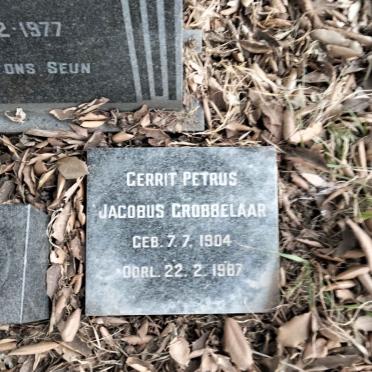 2-1977
ONS SEUN
GERRIT PETRUS
JACOBUS GROBBELAAR
GEB. 7. 7. 1904
OORL. 22. 2. 1987